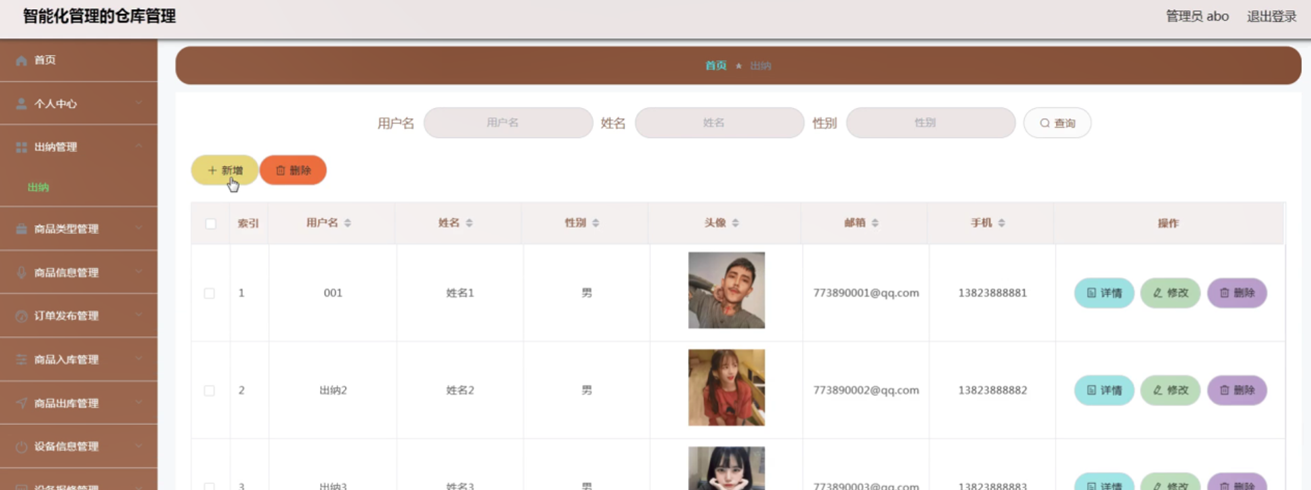 智能化管理的仓库管理
管理员 abo 退出登录
首页
个人中心
出纳管理
出纳
商品类型管理
商品信息管理
订单发布管理
商品入库管理
商品出库管理
设备信息管理
设备报修管理
首页 出纳
用户名 用户名 姓名 姓名 性别 性别 查询
新增 删除
索引 用户名 姓名 性别 头像 邮箱 手机 操作
1 001 姓名1 男 773890001@qq.com 13823888881 详情 修改 删除
2 出纳2 姓名2 男 773890002@qq.com 13823888882 详情 修改 删除
3 出纳3 姓名3 男 773890003@qq.com 13823888883 详情 修改 删除